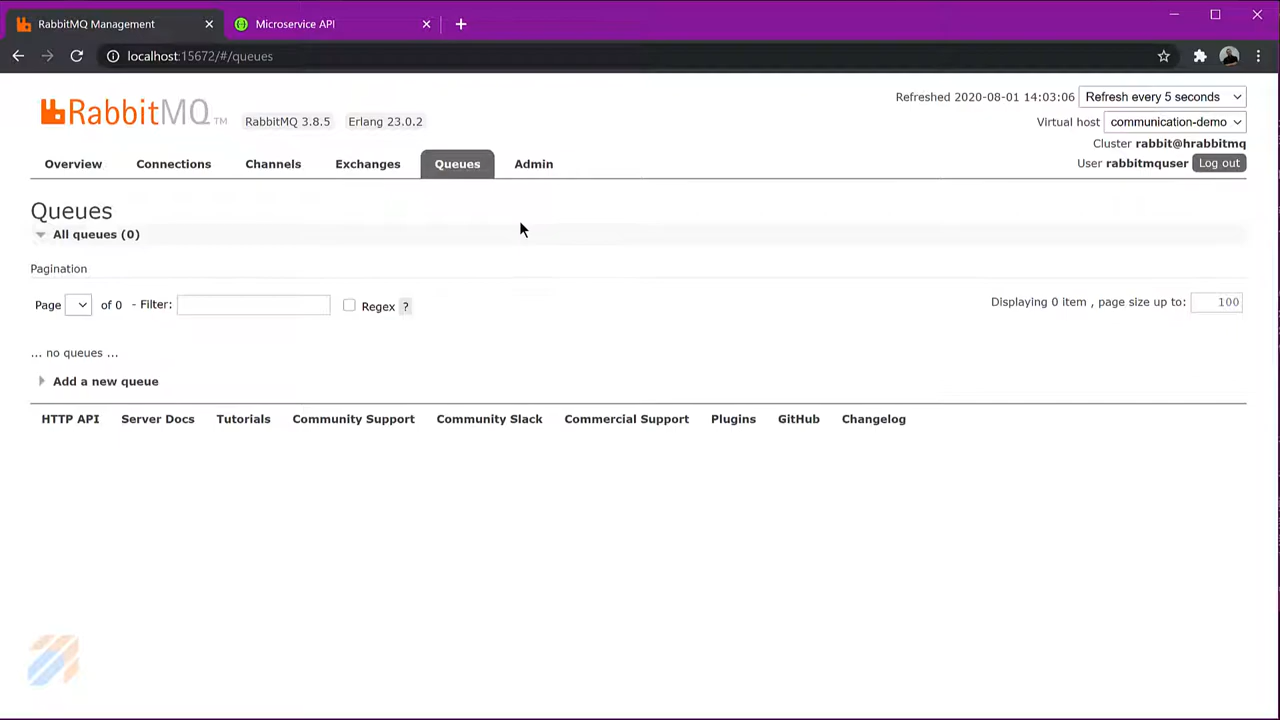 RabbitMQ Management
Microservice API
localhost:15672/#/queues
RabbitMQ TM
RabbitMQ 3.8.5
Erlang 23.0.2
Refreshed 2020-08-01 14:03:06
Refresh every 5 seconds
Virtual host communication-demo
Cluster rabbit@hrabbitmq
User rabbitmquser Log out
Overview Connections Channels Exchanges Queues Admin
Queues
All queues (0)
Pagination
Page of 0 - Filter: Regex ?
Displaying 0 item , page size up to: 100
... no queues ...
Add a new queue
HTTP API Server Docs Tutorials Community Support Community Slack Commercial Support Plugins GitHub Changelog